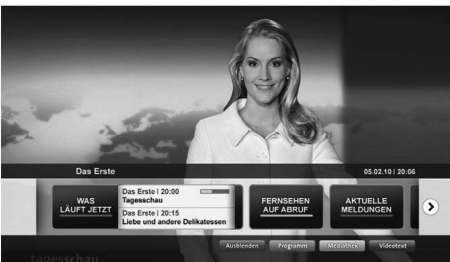 Das Erste
05.02.10 | 20:06
WAS
LÄUFT JETZT
Das Erste | 20:00
Tagesschau
Das Erste | 20:15
Liebe und andere Delikatessen
FERNSEHEN
AUF ABRUF
AKTUELLE
MELDUNGEN
Ausblenden
Programm
Mediathek
Videotext
tagesschau